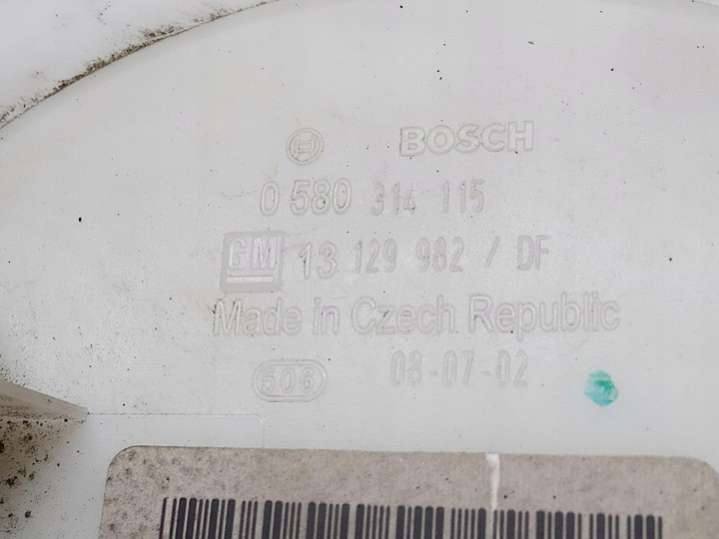 BOSCH
0 580 314 115
GM 13 129 982 / DF
Made in Czech Republic
506 08-07-02